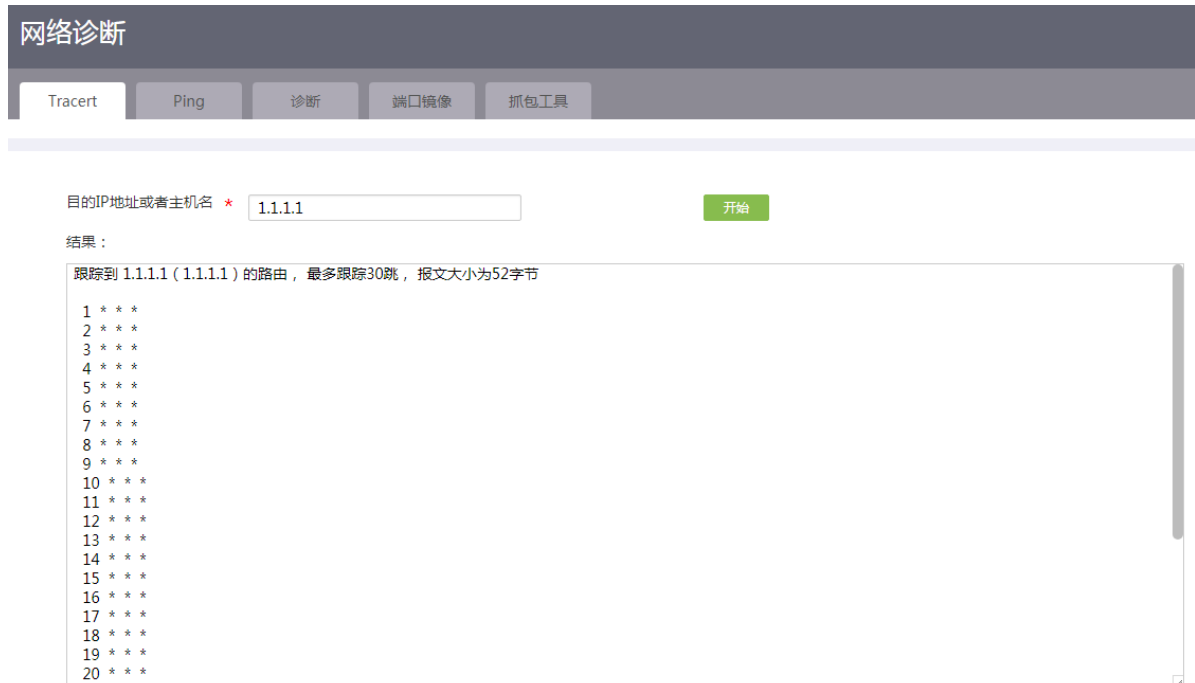 网络诊断
Tracert Ping 诊断 端口镜像 抓包工具
目的IP地址或者主机名 * 1.1.1.1 开始
结果：
跟踪到 1.1.1.1 ( 1.1.1.1 ) 的路由 ，最多跟踪30跳 ，报文大小为52字节
1 * * *
2 * * *
3 * * *
4 * * *
5 * * *
6 * * *
7 * * *
8 * * *
9 * * *
10 * * *
11 * * *
12 * * *
13 * * *
14 * * *
15 * * *
16 * * *
17 * * *
18 * * *
19 * * *
20 * * *